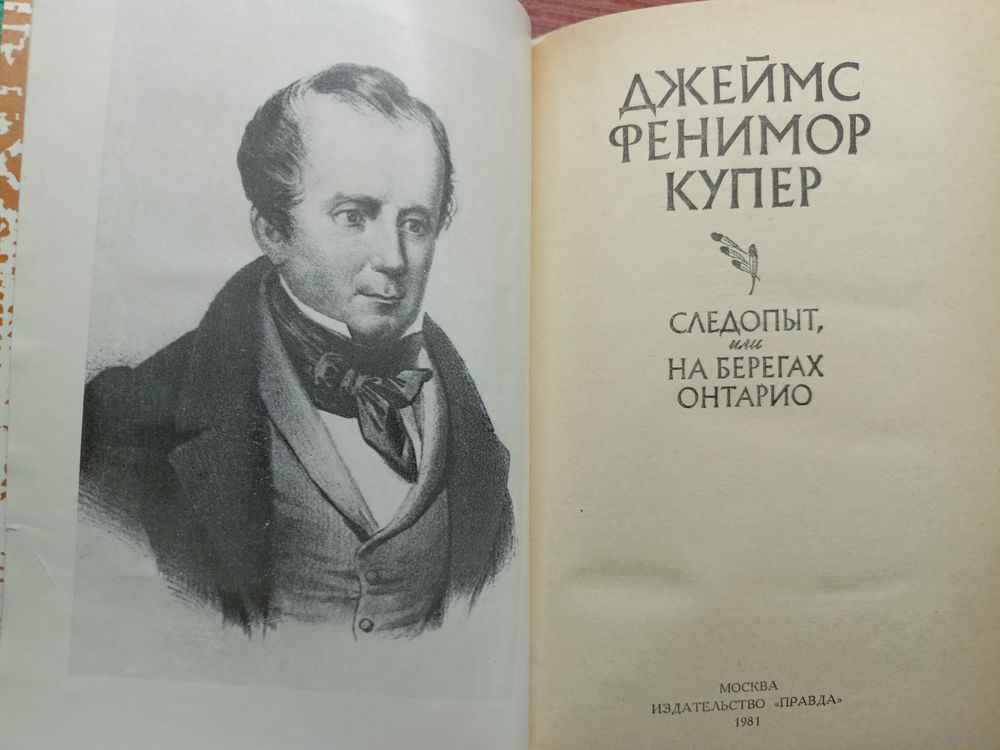 ДЖЕЙМС
ФЕНИМОР
КУПЕР
СЛЕДОПЫТ,
или
НА БЕРЕГАХ
ОНТАРИО
МОСКВА
ИЗДАТЕЛЬСТВО «ПРАВДА»
1981